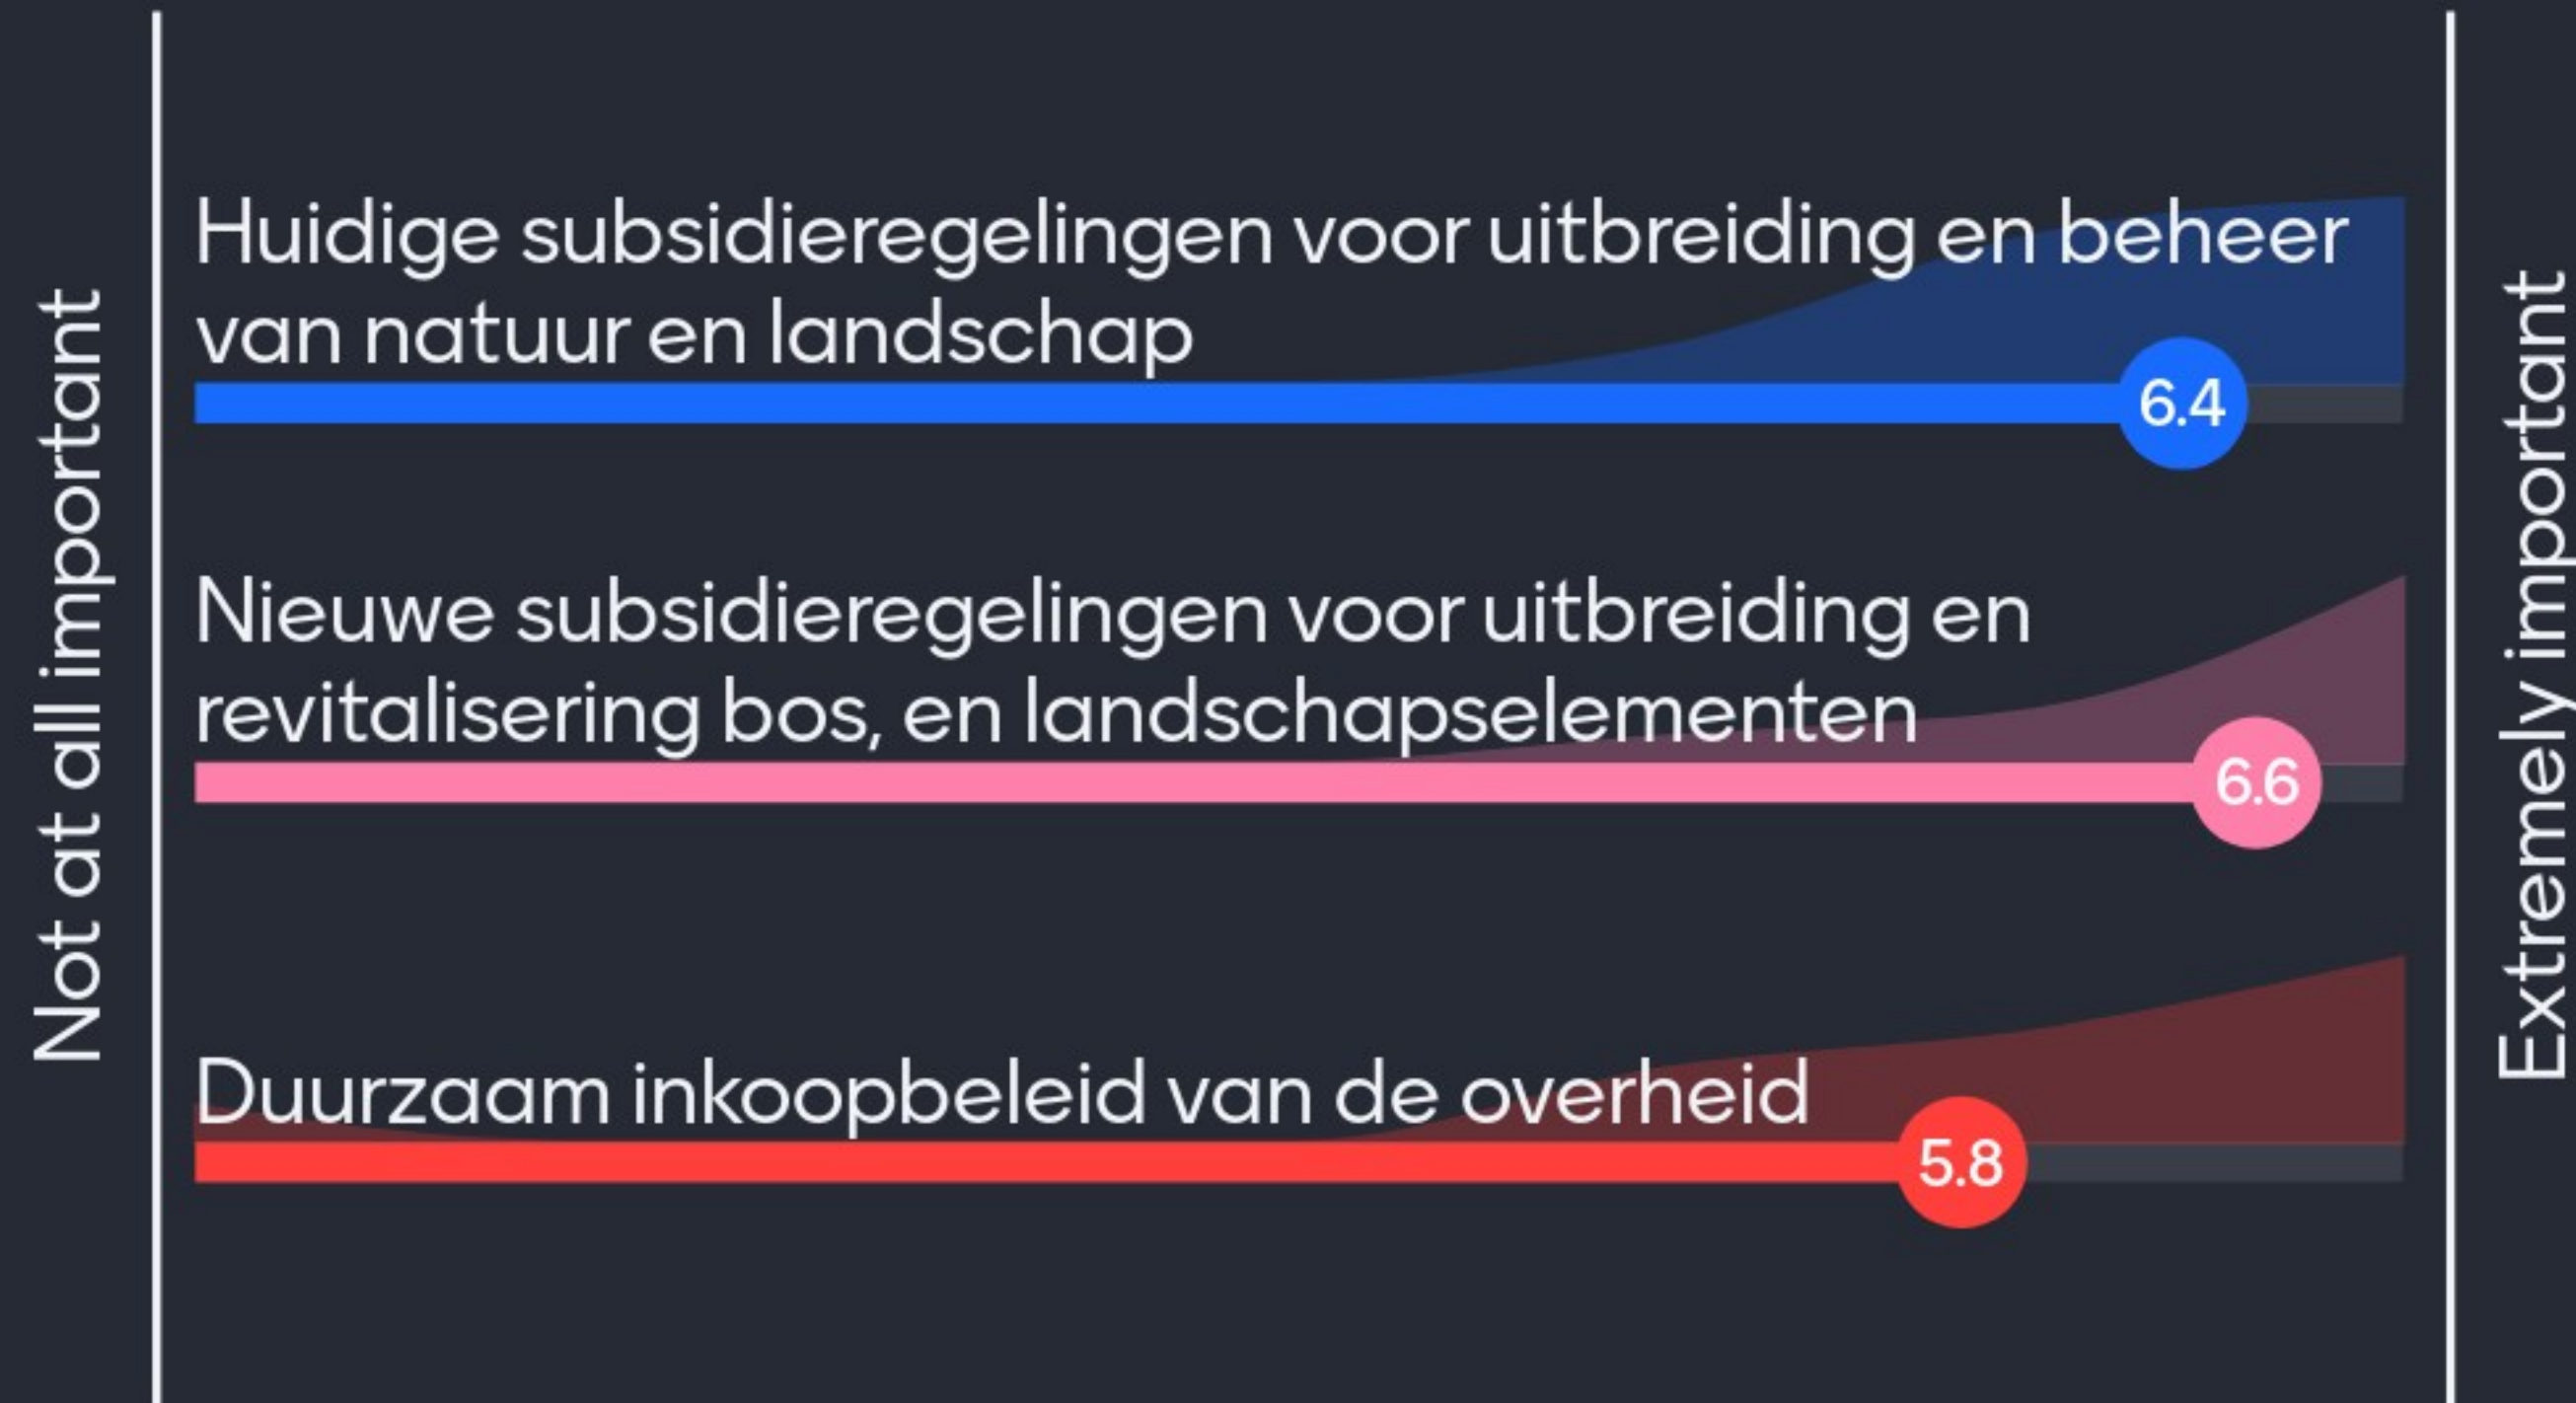 Not at all important
Huidige subsidieregelingen voor uitbreiding en beheer
van natuur en landschap
6.4
Nieuwe subsidieregelingen voor uitbreiding en
revitalisering bos, en landschapselementen
6.6
Duurzaam inkoopbeleid van de overheid
5.8
Extremely important